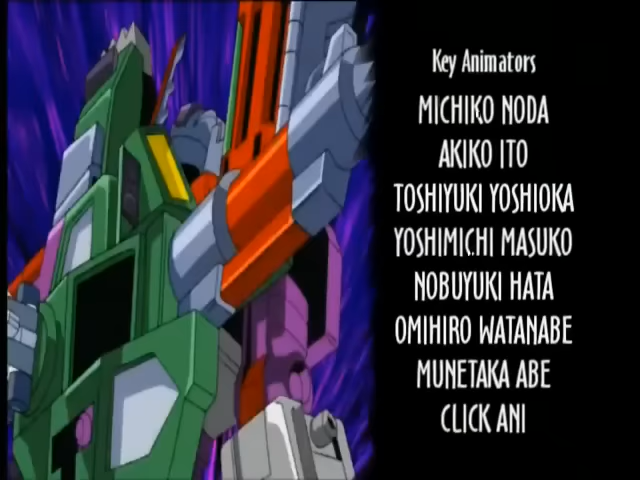 Key Animators
MICHIKO NODA
AKIKO ITO
TOSHIYUKI YOSHIOKA
YOSHIMICHI MASUKO
NOBUYUKI HATA
OMIHIRO WATANABE
MUNETAKA ABE
CLICK ANI